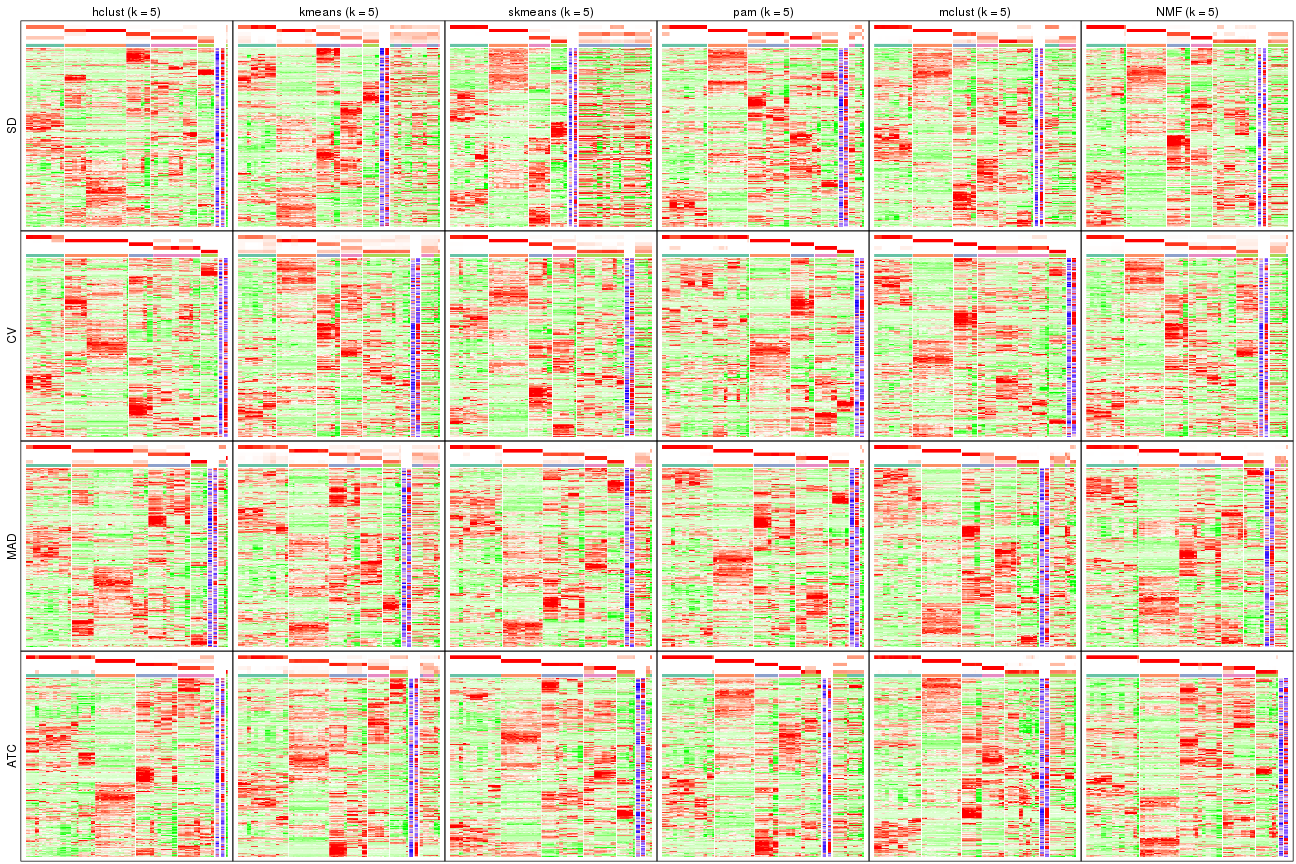 hclust (k = 5) kmeans (k = 5) skmeans (k = 5) pam (k = 5) mclust (k = 5) NMF (k = 5)
SD
CV
MAD
ATC